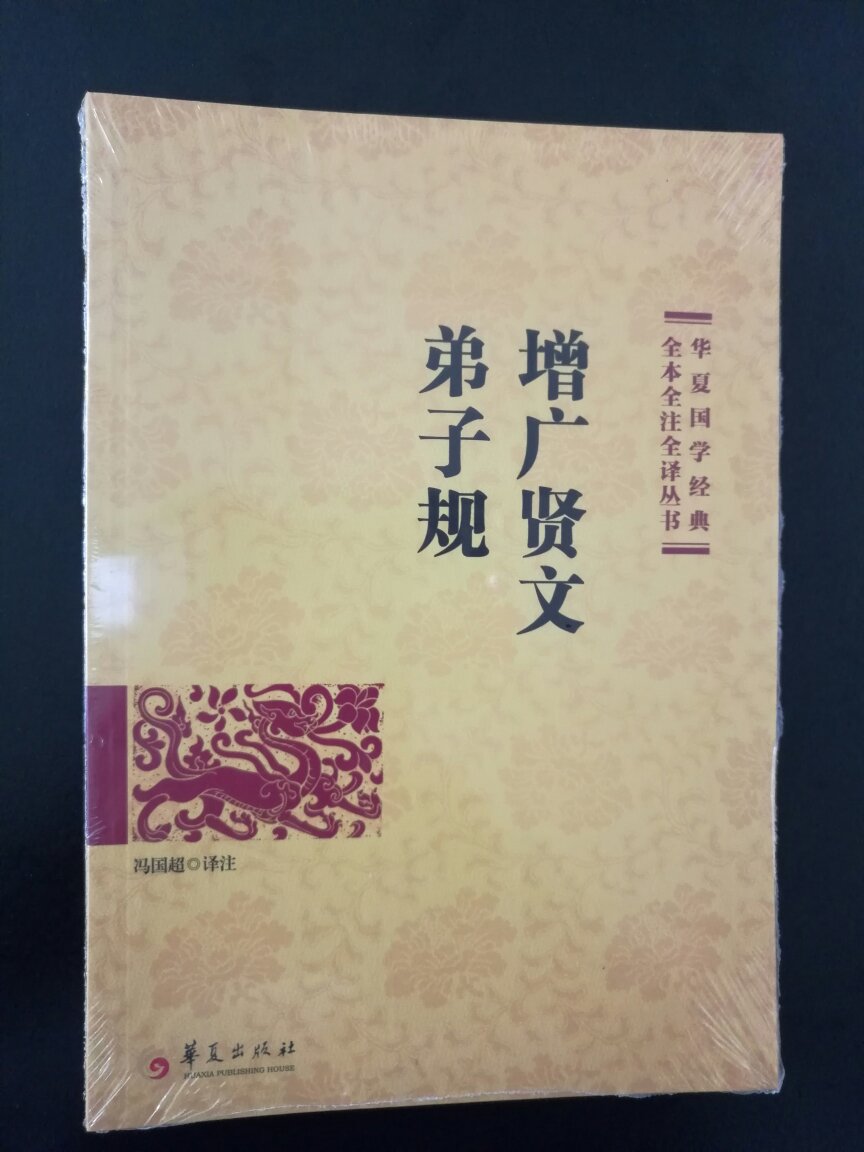 华夏国学经典
全本全注全译丛书
增广贤文
弟子规
冯国超◎译注
華夏出版社
HUAXIA PUBLISHING HOUSE